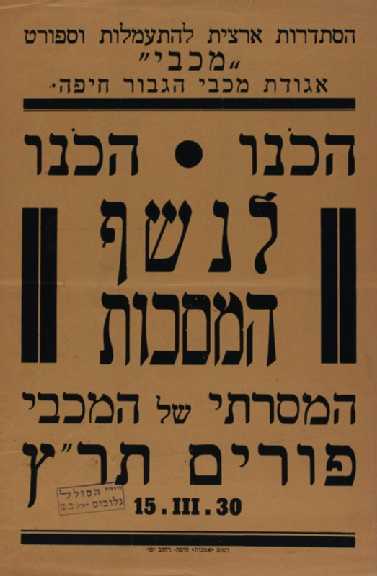 הסתדרות ארצית להתעמלות וספורט
„מכבי”
אגודת מכבי הגבור חיפה
הכנו • הכנו
לנשף
המסכות
המסרתי של המכבי
פורים תר"ץ
15.III.30